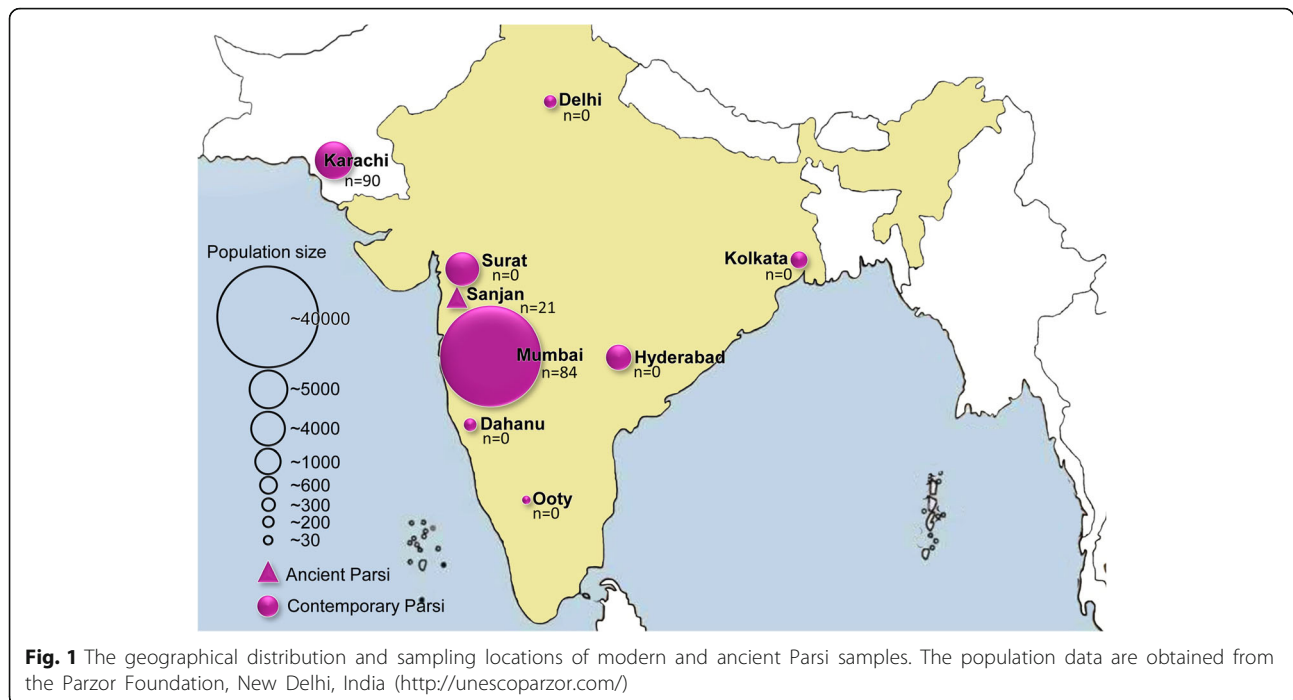 Delhi
n=0
Karachi
n=90
Population size
~40000
~5000
~4000
~1000
~600
~300
~200
~30
Ancient Parsi
Contemporary Parsi
Surat
n=0
Sanjan
n=21
Mumbai
n=84
Dahanu
n=0
Ooty
n=0
Hyderabad
n=0
Kolkata
n=0
Fig. 1 The geographical distribution and sampling locations of modern and ancient Parsi samples. The population data are obtained from
the Parzor Foundation, New Delhi, India (http://unescoparzor.com/)